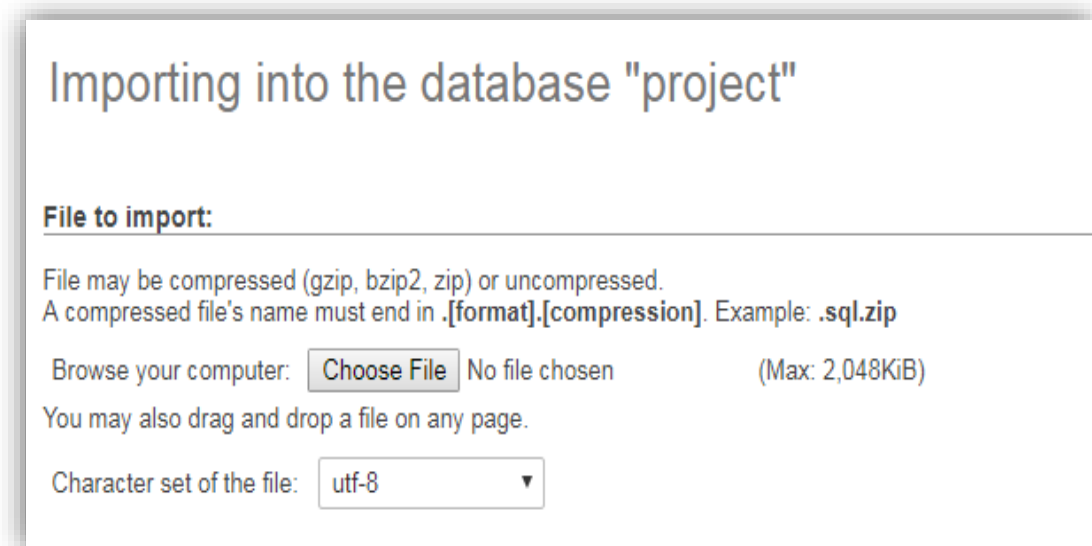 Importing into the database "project"
File to import:
File may be compressed (gzip, bzip2, zip) or uncompressed.
A compressed file's name must end in .[format].[compression]. Example: .sql.zip
Browse your computer: Choose File No file chosen (Max: 2,048KiB)
You may also drag and drop a file on any page.
Character set of the file: utf-8